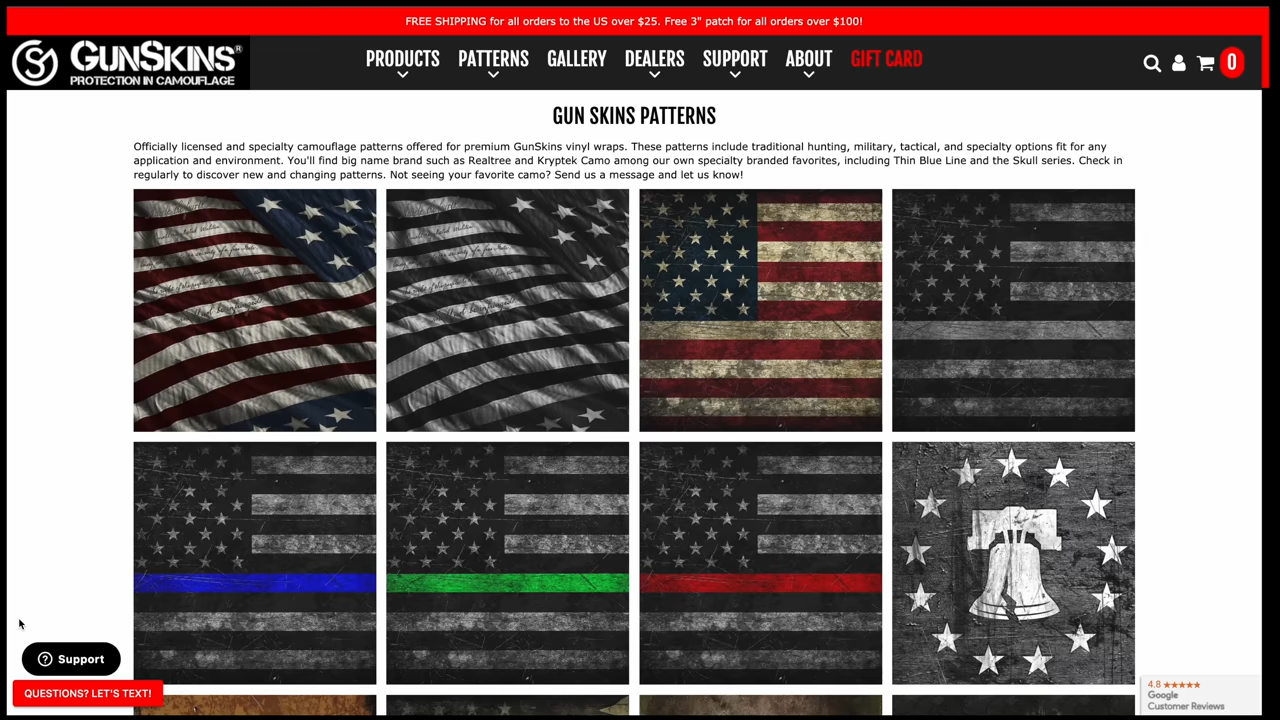 FREE SHIPPING for all orders to the US over $25. Free 3" patch for all orders over $100!
GUNSKINS®
PROTECTION IN CAMOUFLAGE
PRODUCTS PATTERNS GALLERY DEALERS SUPPORT ABOUT GIFT CARD
0
GUN SKINS PATTERNS
Officially licensed and specialty camouflage patterns offered for premium GunSkins vinyl wraps. These patterns include traditional hunting, military, tactical, and specialty options fit for any
application and environment. You'll find big name brand such as Realtree and Kryptek Camo among our own specialty branded favorites, including Thin Blue Line and the Skull series. Check in
regularly to discover new and changing patterns. Not seeing your favorite camo? Send us a message and let us know!
Support
QUESTIONS? LET'S TEXT!
4.8 ★★★★★
Google
Customer Reviews